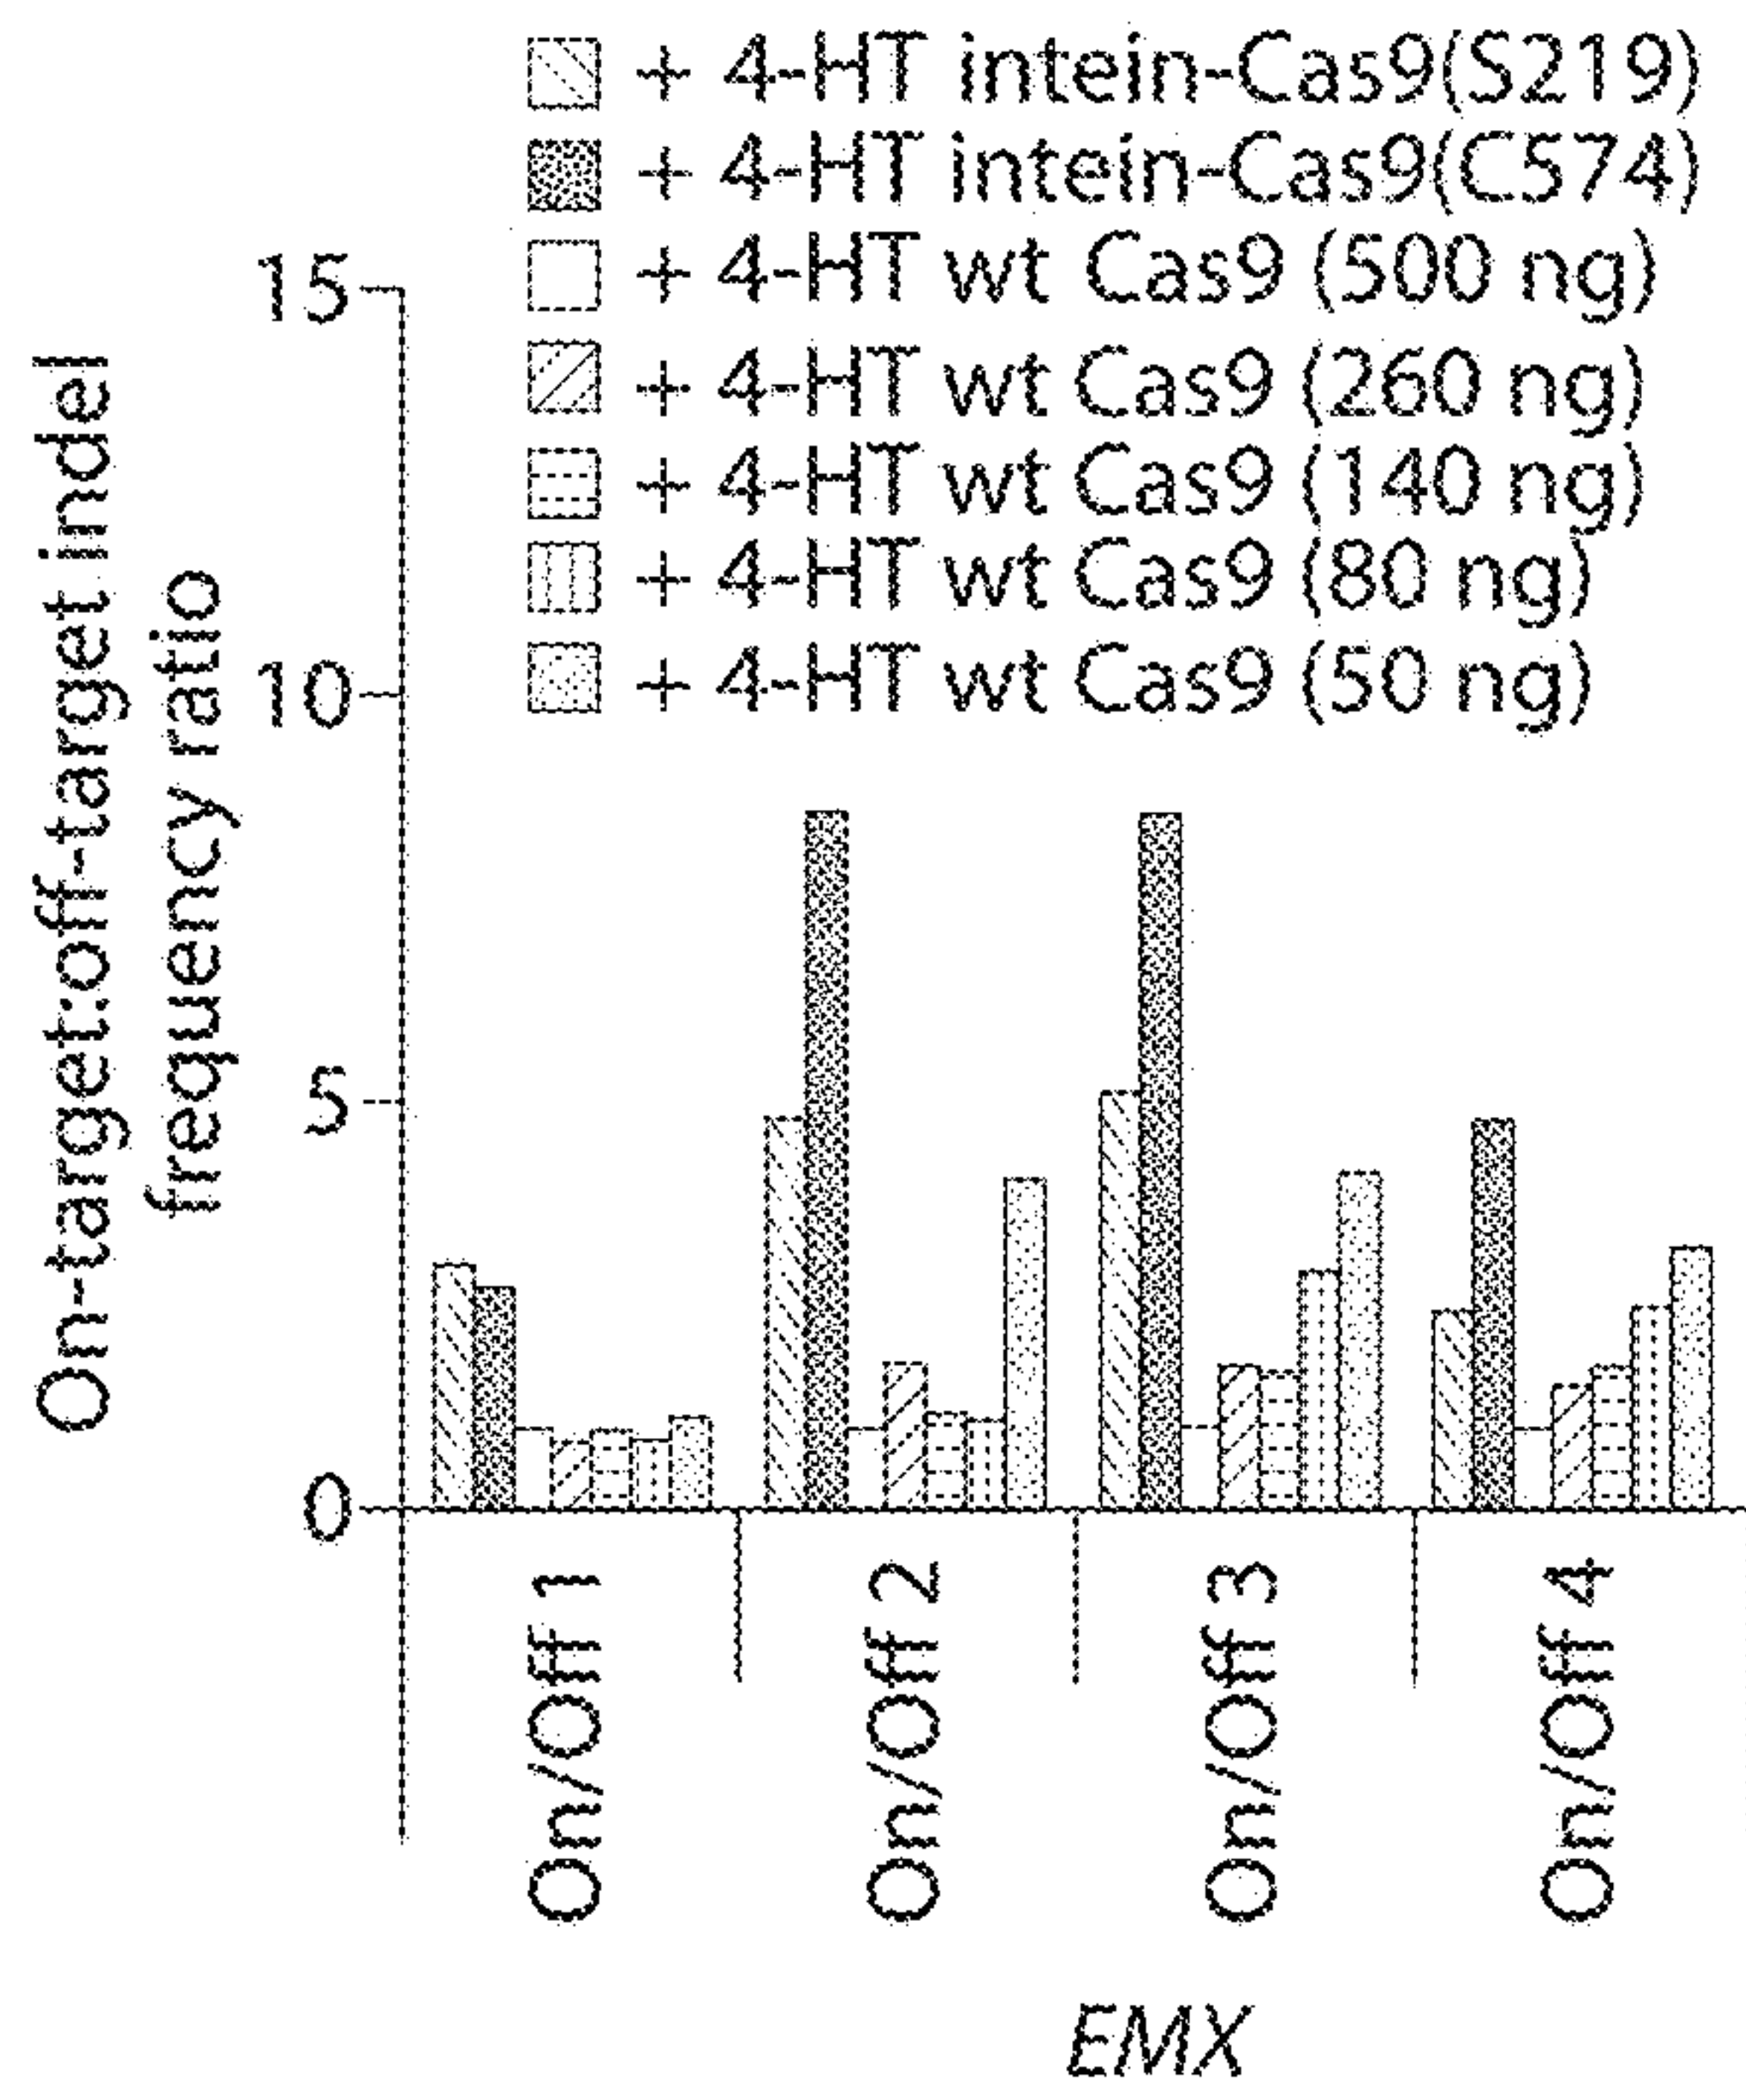 + 4-HT intein-Cas9(S219)
+ 4-HT intein-Cas9(C574)
+ 4-HT wt Cas9 (500 ng)
+ 4-HT wt Cas9 (260 ng)
+ 4-HT wt Cas9 (140 ng)
+ 4-HT wt Cas9 (80 ng)
+ 4-HT wt Cas9 (50 ng)
On-target:off-target indel
frequency ratio
15
10
5
0
On/Off 1
On/Off 2
On/Off 3
On/Off 4
EMX